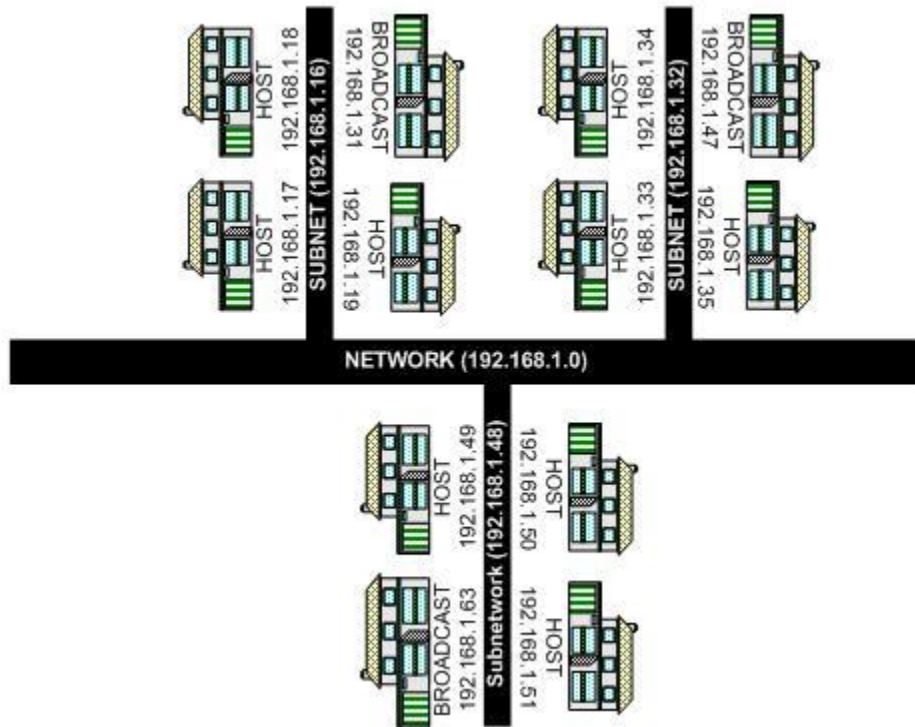 HOST
192.168.1.18
SUBNET (192.168.1.16)
BROADCAST
192.168.1.31
HOST
192.168.1.17
HOST
192.168.1.19
HOST
192.168.1.34
SUBNET (192.168.1.32)
BROADCAST
192.168.1.47
HOST
192.168.1.33
HOST
192.168.1.35
NETWORK (192.168.1.0)
HOST
192.168.1.49
Subnetwork (192.168.1.48)
HOST
192.168.1.50
BROADCAST
192.168.1.63
HOST
192.168.1.51